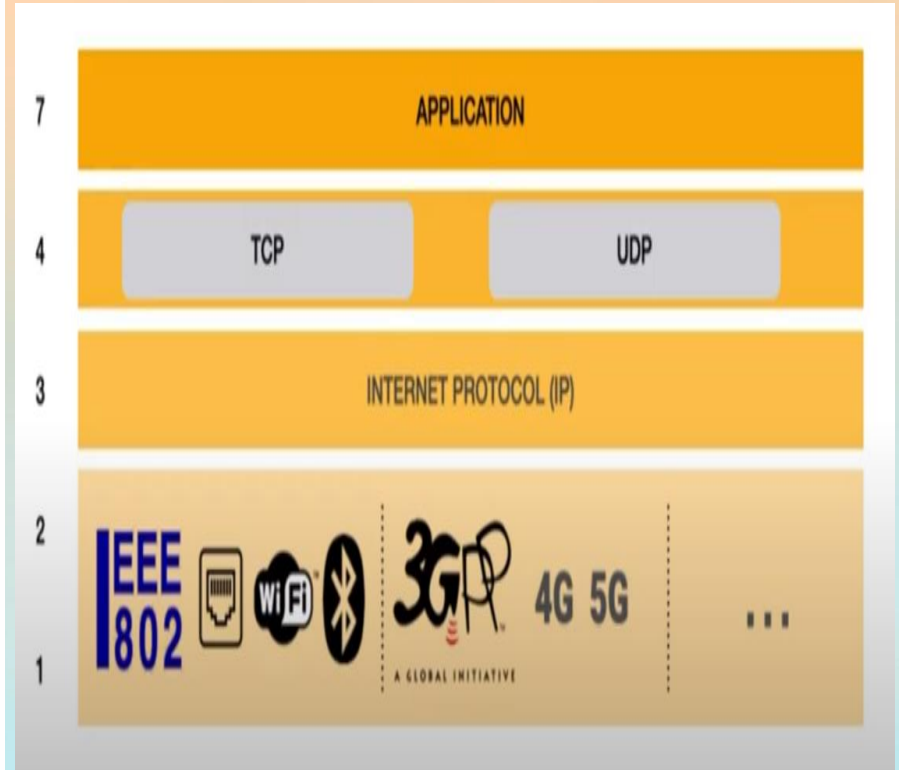 7
APPLICATION
4
TCP
UDP
3
INTERNET PROTOCOL (IP)
2
1
IEEE
802
WiFi
3GPP
A GLOBAL INITIATIVE
4G 5G
...